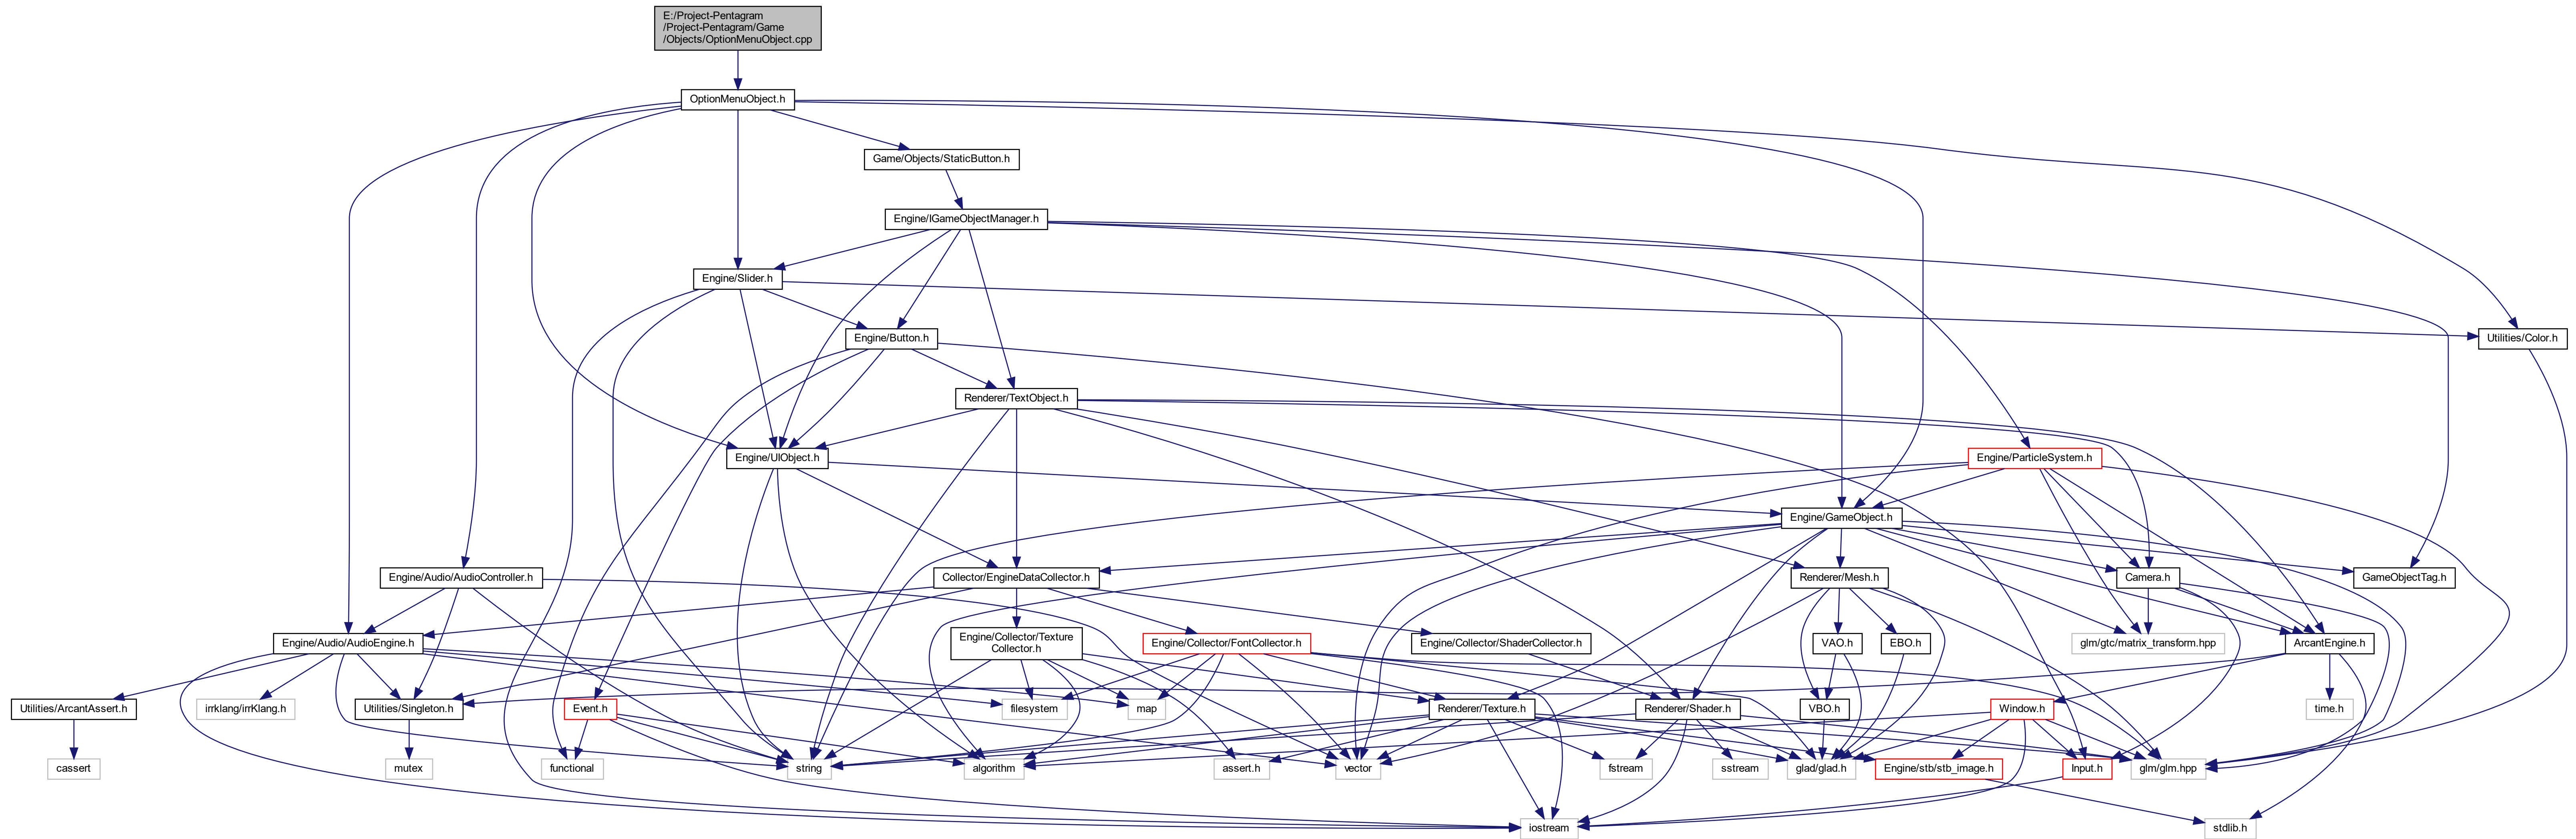 E:/Project-Pentagram
/Project-Pentagram/Game
/Objects/OptionMenuObject.cpp
OptionMenuObject.h
Game/Objects/StaticButton.h
Engine/IGameObjectManager.h
Engine/Slider.h
Engine/Button.h
Utilities/Color.h
Renderer/TextObject.h
Engine/UIObject.h
Engine/ParticleSystem.h
Engine/GameObject.h
Engine/Audio/AudioController.h
Collector/EngineDataCollector.h
Renderer/Mesh.h
Camera.h
GameObjectTag.h
Engine/Audio/AudioEngine.h
Engine/Collector/Texture
Collector.h
Engine/Collector/FontCollector.h
Engine/Collector/ShaderCollector.h
VAO.h
EBO.h
glm/gtc/matrix_transform.hpp
ArcantEngine.h
Utilities/ArcantAssert.h
irrklang/irrKlang.h
Utilities/Singleton.h
Event.h
filesystem
map
Renderer/Texture.h
Renderer/Shader.h
VBO.h
Window.h
time.h
cassert
mutex
functional
string
algorithm
assert.h
vector
fstream
sstream
glad/glad.h
Engine/stb/stb_image.h
Input.h
glm/glm.hpp
iostream
stdlib.h